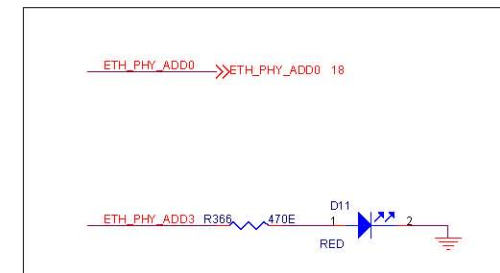 ETH_PHY_ADD0 ETH_PHY_ADD0 18
D11
ETH_PHY_ADD3 R366 470E 1 2
RED